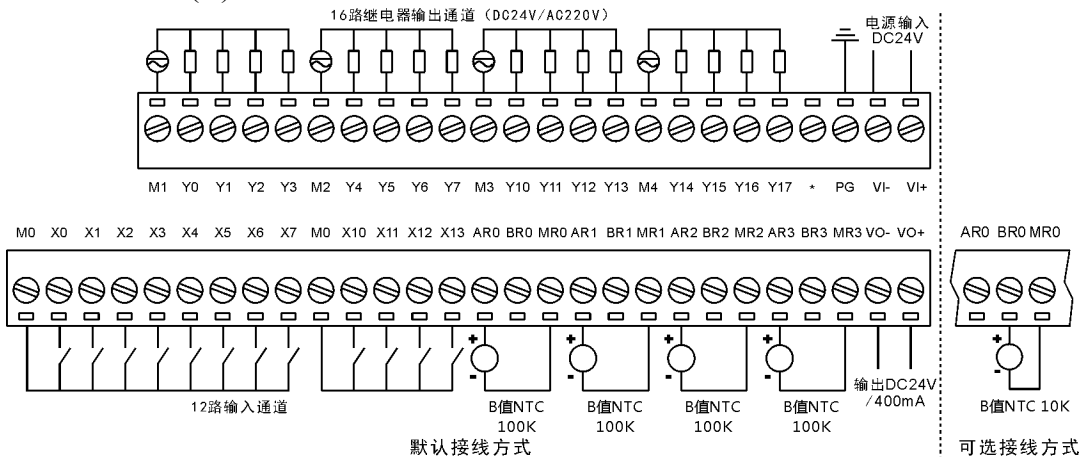 16路继电器输出通道（DC24V/AC220V）
电源输入
DC24V
M1 Y0 Y1 Y2 Y3 M2 Y4 Y5 Y6 Y7 M3 Y10 Y11 Y12 Y13 M4 Y14 Y15 Y16 Y17 * PG VI- VI+
M0 X0 X1 X2 X3 X4 X5 X6 X7 M0 X10 X11 X12 X13 AR0 BR0 MR0 AR1 BR1 MR1 AR2 BR2 MR2 AR3 BR3 MR3 VO- VO+
AR0 BR0 MR0
+ + + + +
- - - - -
12路输入通道
B值NTC
100K
B值NTC
100K
B值NTC
100K
B值NTC
100K
输出DC24V
/400mA
B值NTC 10K
默认接线方式
可选接线方式